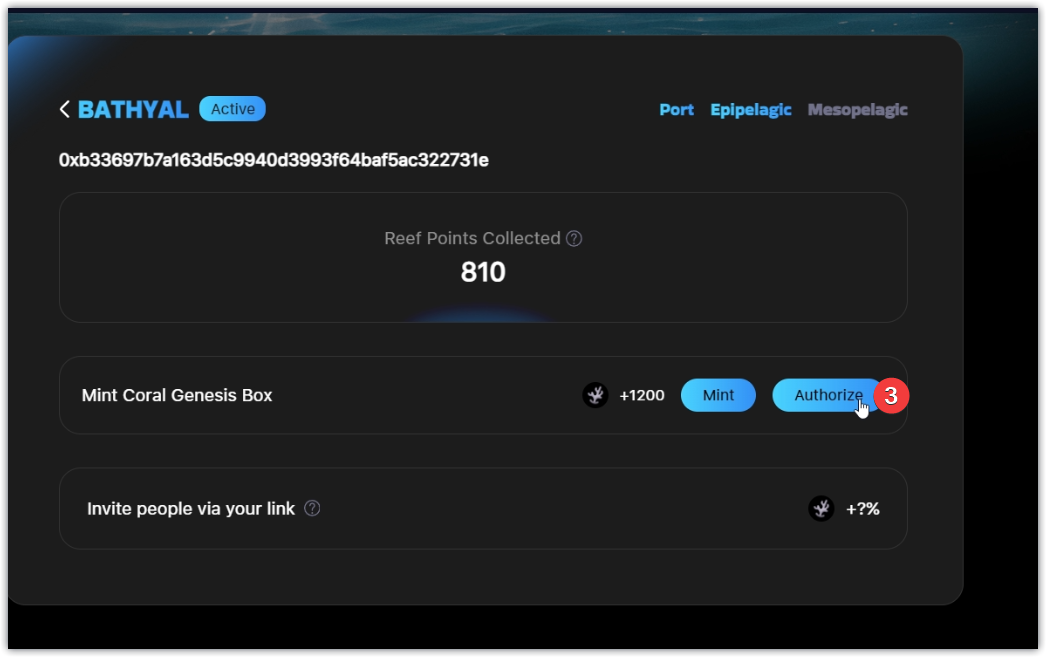 BATHYAL Active Port Epipelagic Mesopelagic
0xb33697b7a163d5c9940d3993f64baf5ac322731e
Reef Points Collected ?
810
Mint Coral Genesis Box +1200 Mint Authorize 3
Invite people via your link ? +?%